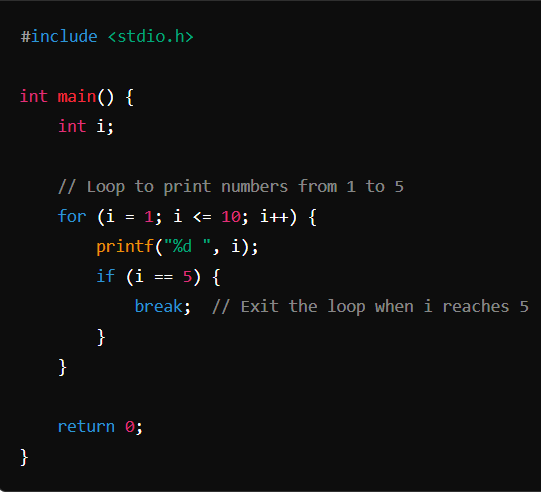 #include <stdio.h>

int main() {
    int i;

    // Loop to print numbers from 1 to 5
    for (i = 1; i <= 10; i++) {
        printf("%d ", i);
        if (i == 5) {
            break;  // Exit the loop when i reaches 5
        }
    }

    return 0;
}